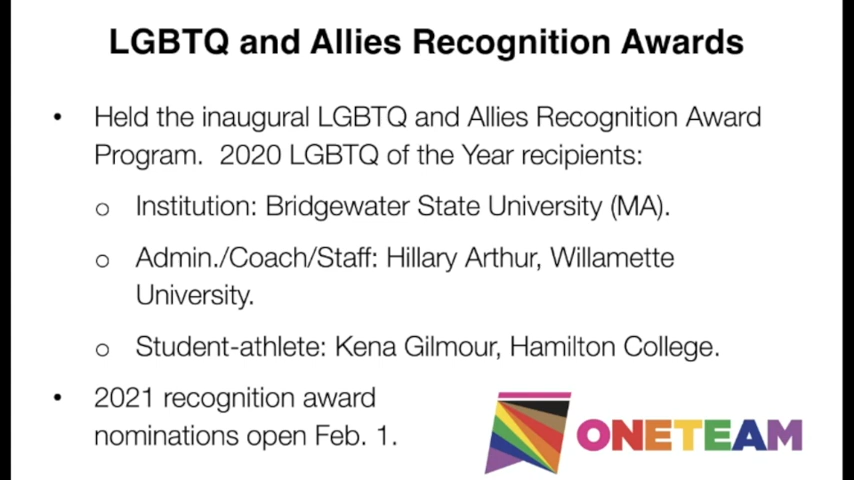 LGBTQ and Allies Recognition Awards
• Held the inaugural LGBTQ and Allies Recognition Award
Program. 2020 LGBTQ of the Year recipients:
o Institution: Bridgewater State University (MA).
o Admin./Coach/Staff: Hillary Arthur, Willamette
University.
o Student-athlete: Kena Gilmour, Hamilton College.
• 2021 recognition award
nominations open Feb. 1.
ONETEAM